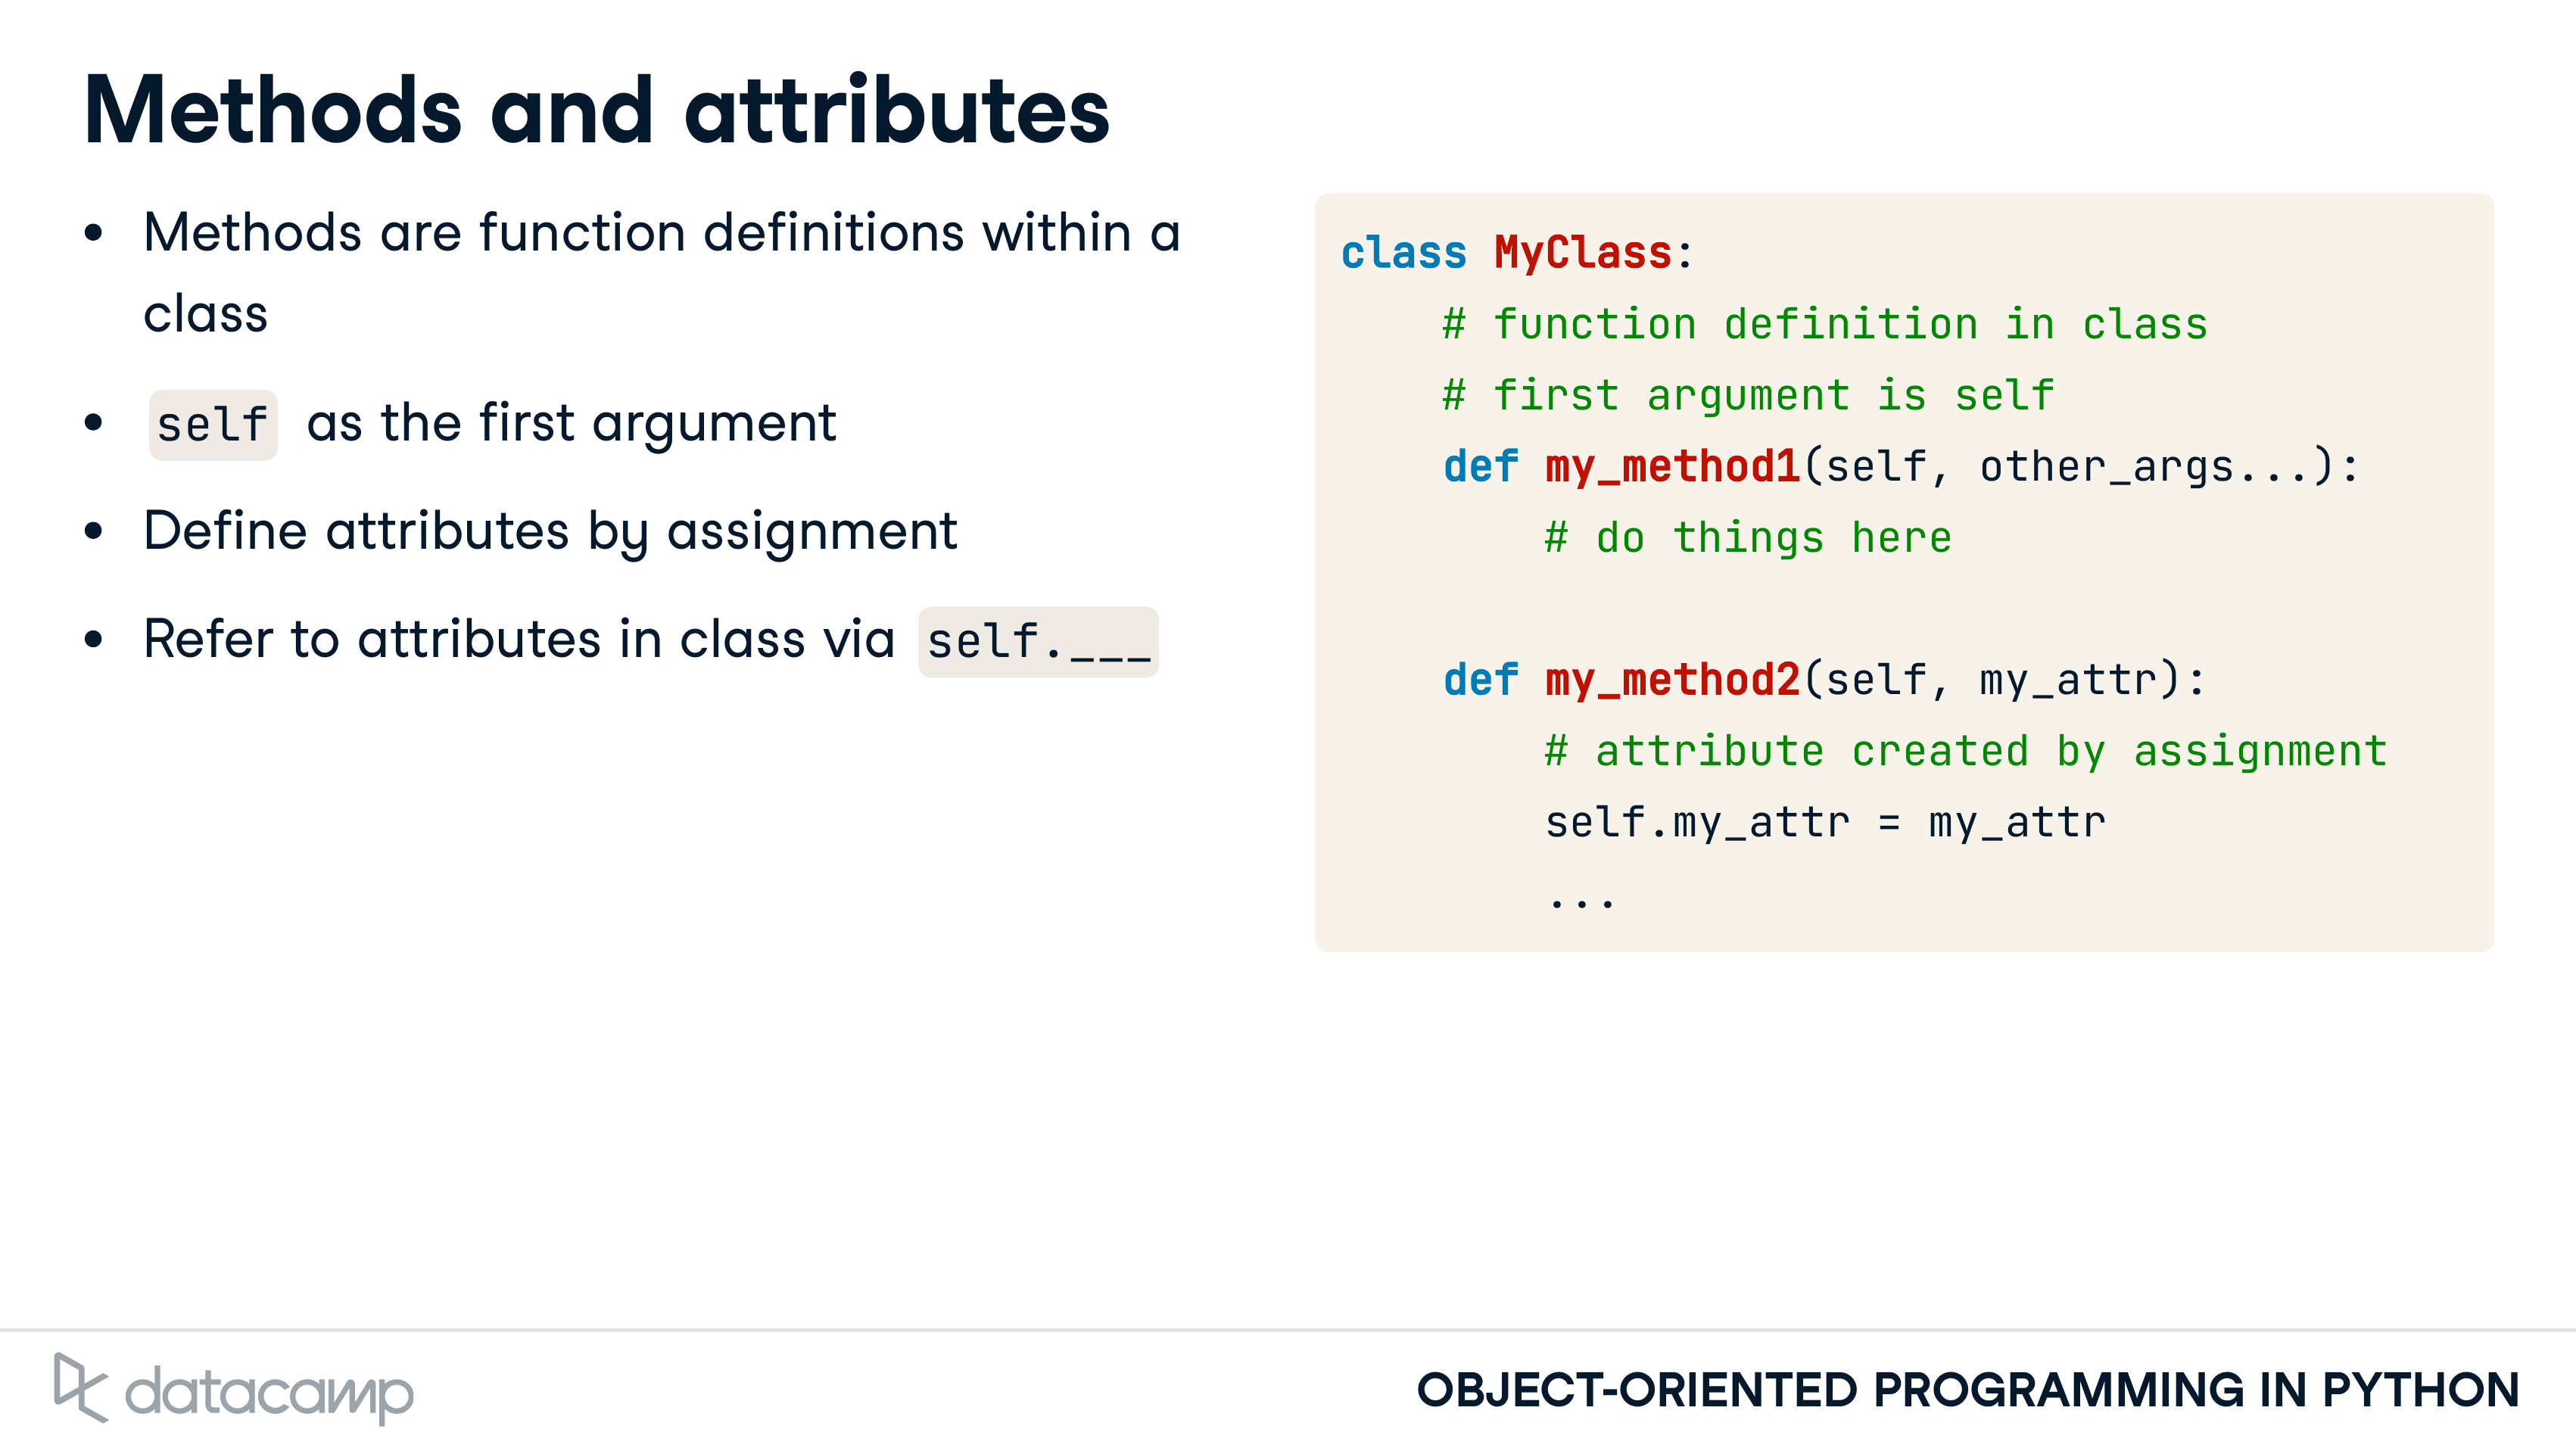 Methods and attributes
• Methods are function definitions within a
class
• self as the first argument
• Define attributes by assignment
• Refer to attributes in class via self.___
class MyClass:
    # function definition in class
    # first argument is self
    def my_method1(self, other_args...):
        # do things here

    def my_method2(self, my_attr):
        # attribute created by assignment
        self.my_attr = my_attr
        ...
datacamp
OBJECT-ORIENTED PROGRAMMING IN PYTHON